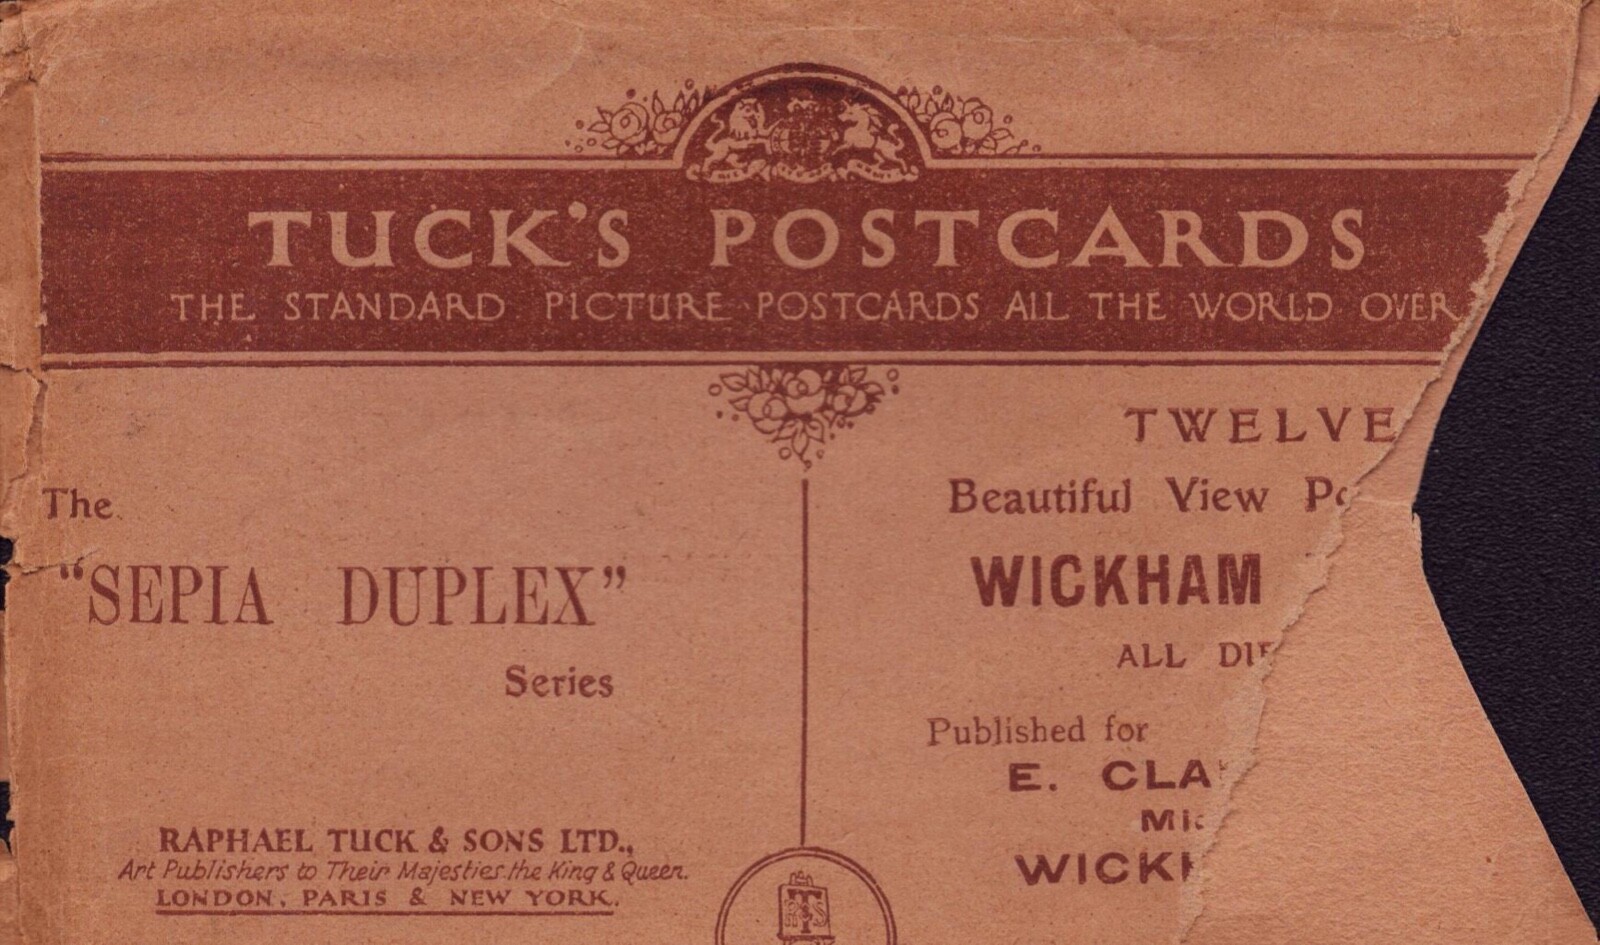 TUCK'S POSTCARDS
THE STANDARD PICTURE POSTCARDS ALL THE WORLD OVER
The
"SEPIA DUPLEX"
Series
RAPHAEL TUCK & SONS LTD.,
Art Publishers to Their Majesties the King & Queen.
LONDON, PARIS & NEW YORK.
TWELVE
Beautiful View
WICKHAM
ALL
Published for
E.